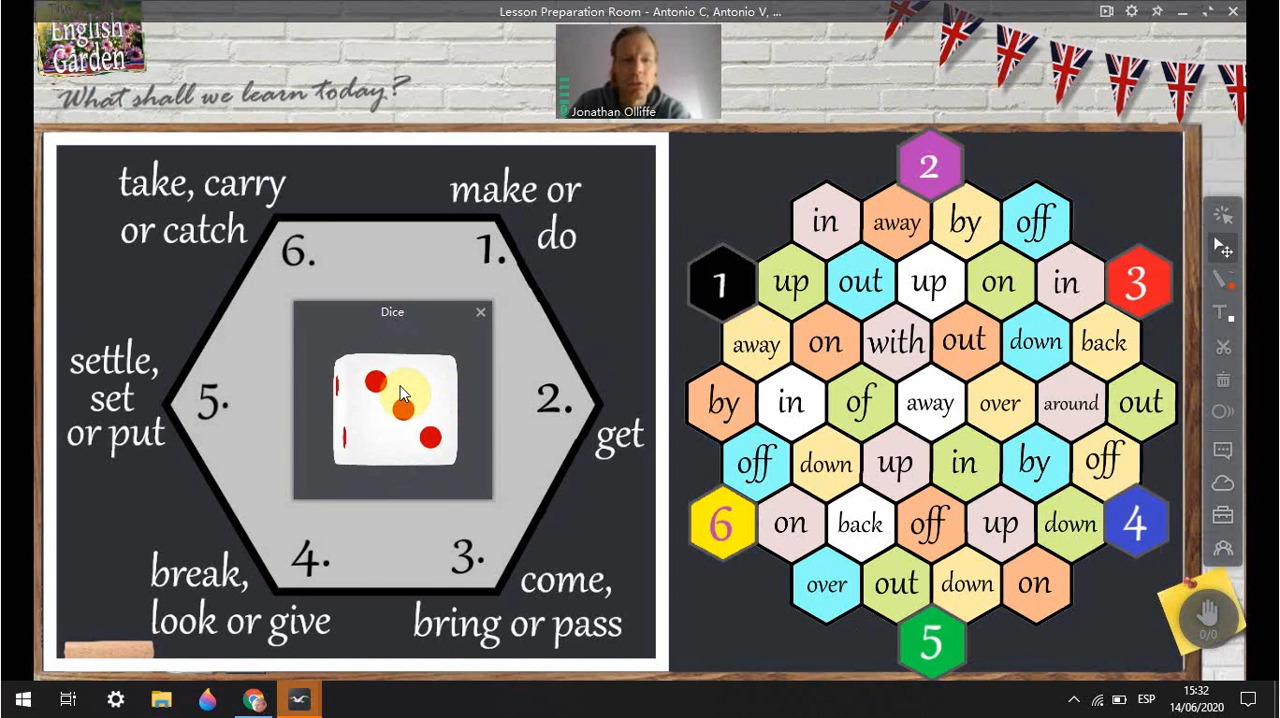 Lesson Preparation Room - Antonio C, Antonio V, ...
The
English
Garden
What shall we learn today?
Jonathan Olliffe
take, carry
or catch
make or
do
6.
1.
Dice
settle,
set
or put
5.
2.
get
4.
3.
break,
look or give
come,
bring or pass
2
in away by off
1 up out up on in 3
away on with out down back
by in of away over around out
off down up in by off
6 on back off up down 4
over out down on
5
0/0
ESP
15:32
14/06/2020